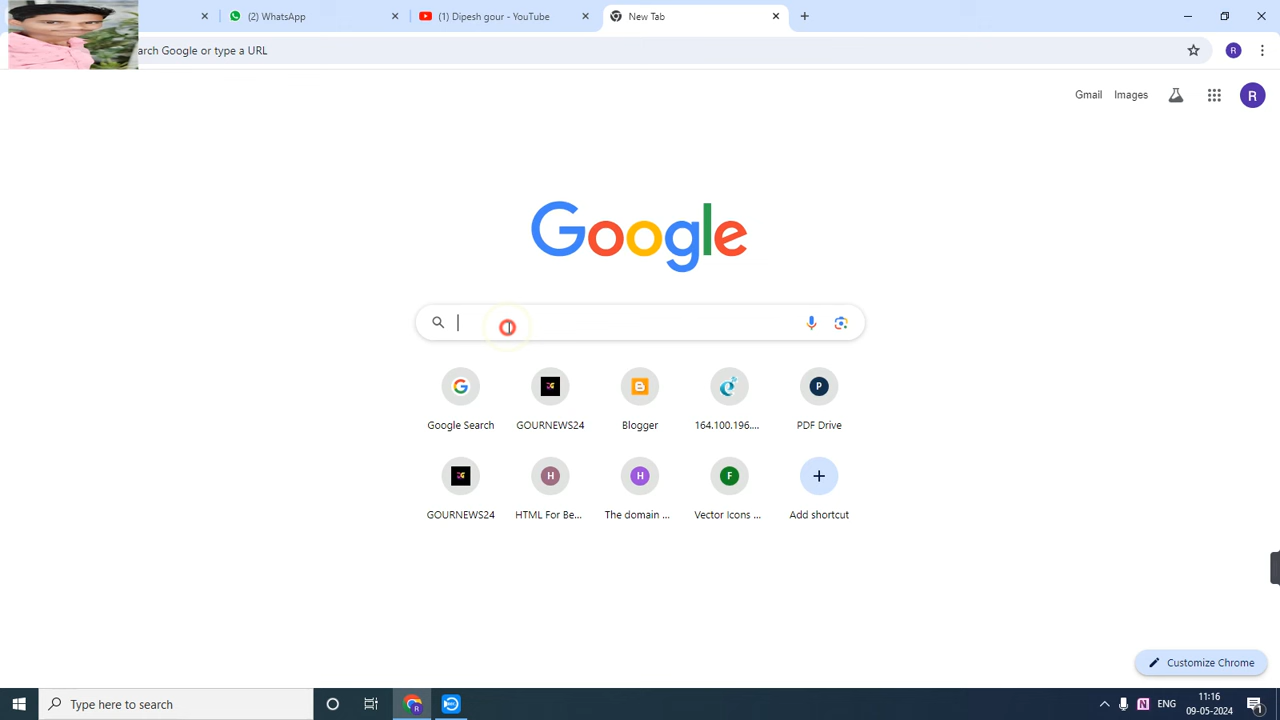 (2) WhatsApp
(1) Dipesh gour - YouTube
New Tab
arch Google or type a URL
R
Gmail
Images
R
Google
Google Search
GOURNEWS24
Blogger
164.100.196....
P
PDF Drive
GOURNEWS24
H
HTML For Be...
H
The domain ...
F
Vector Icons ...
Add shortcut
Customize Chrome
Type here to search
R
ENG
11:16
09-05-2024